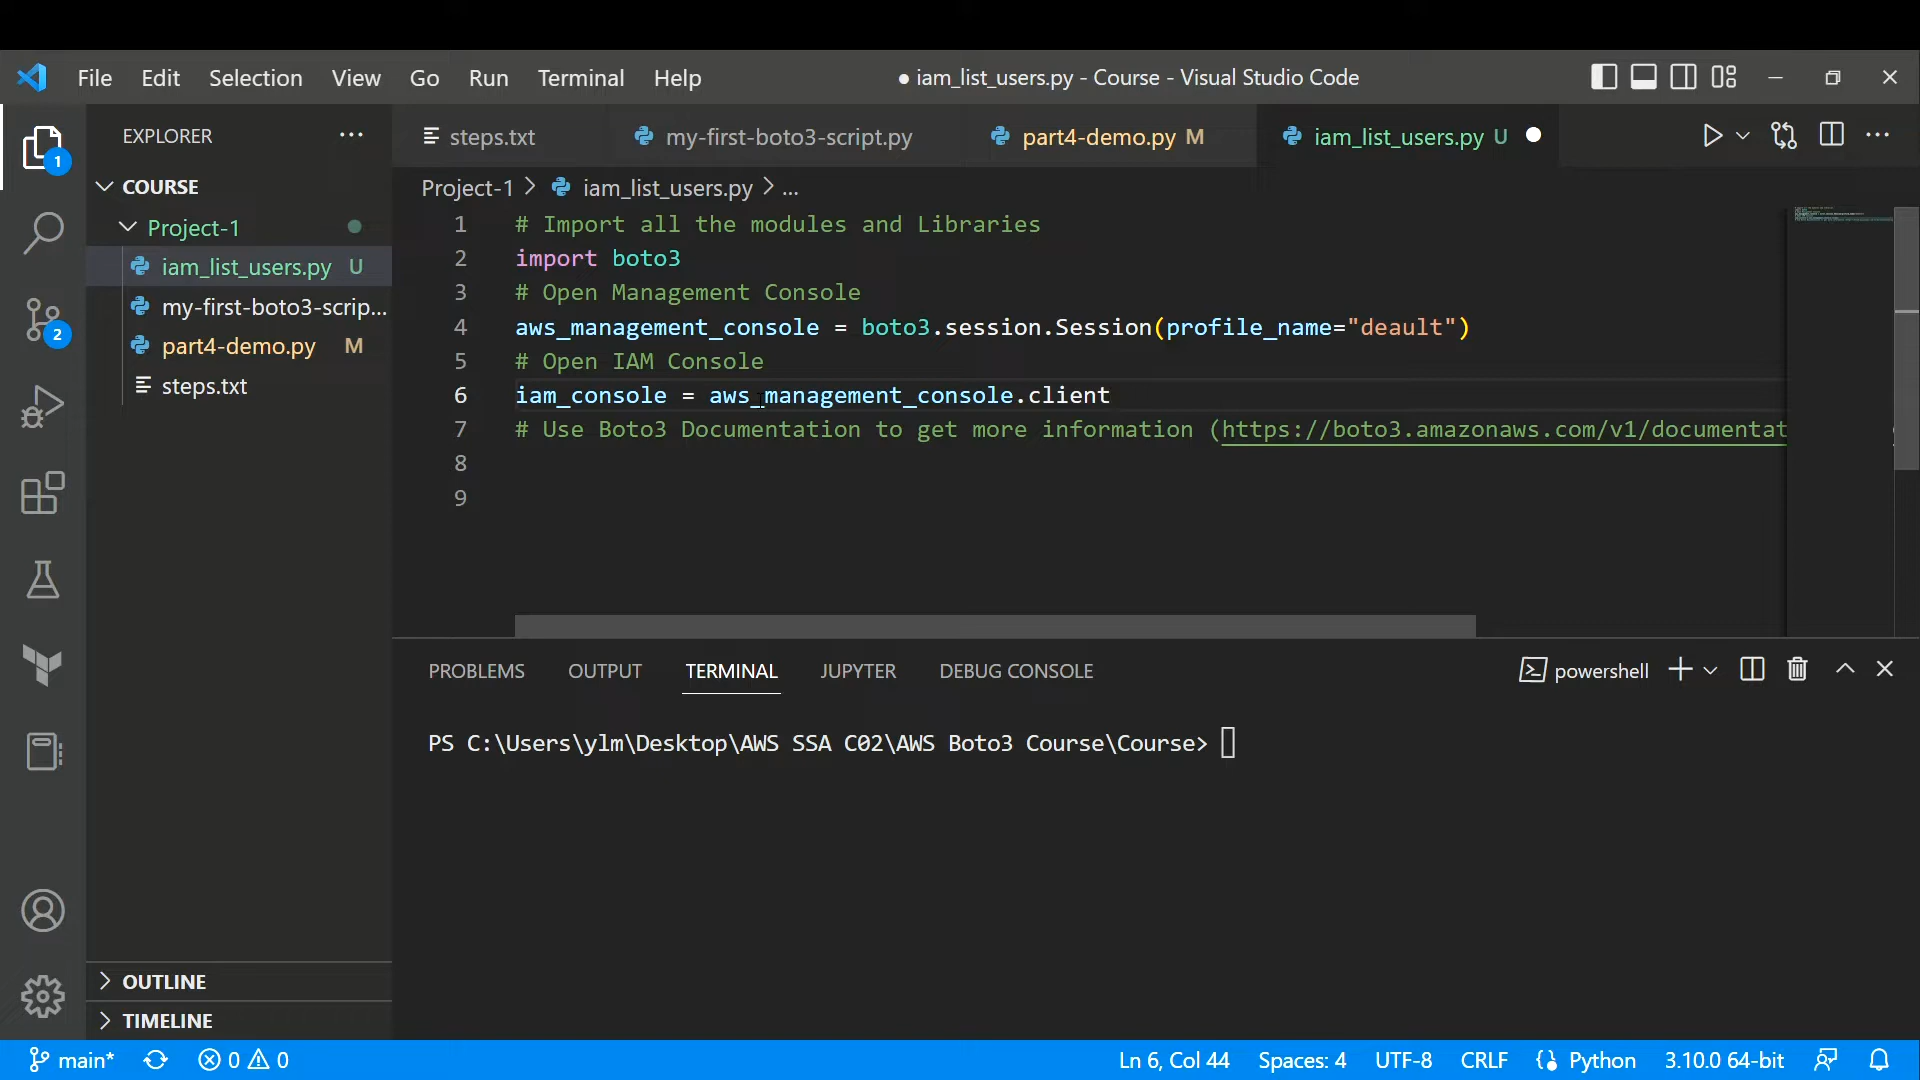 File Edit Selection View Go Run Terminal Help ● iam_list_users.py - Course - Visual Studio Code
EXPLORER ...
COURSE
Project-1
iam_list_users.py U
my-first-boto3-scrip...
part4-demo.py M
steps.txt
OUTLINE
TIMELINE
1
2
steps.txt my-first-boto3-script.py part4-demo.py M iam_list_users.py U
Project-1 > iam_list_users.py > ...
1 # Import all the modules and Libraries
2 import boto3
3 # Open Management Console
4 aws_management_console = boto3.session.Session(profile_name="deault")
5 # Open IAM Console
6 iam_console = aws_management_console.client
7 # Use Boto3 Documentation to get more information (https://boto3.amazonaws.com/v1/documentat
8
9
PROBLEMS OUTPUT TERMINAL JUPYTER DEBUG CONSOLE powershell
PS C:\Users\ylm\Desktop\AWS SSA C02\AWS Boto3 Course\Course>
main* 0 0 Ln 6, Col 44 Spaces: 4 UTF-8 CRLF Python 3.10.0 64-bit